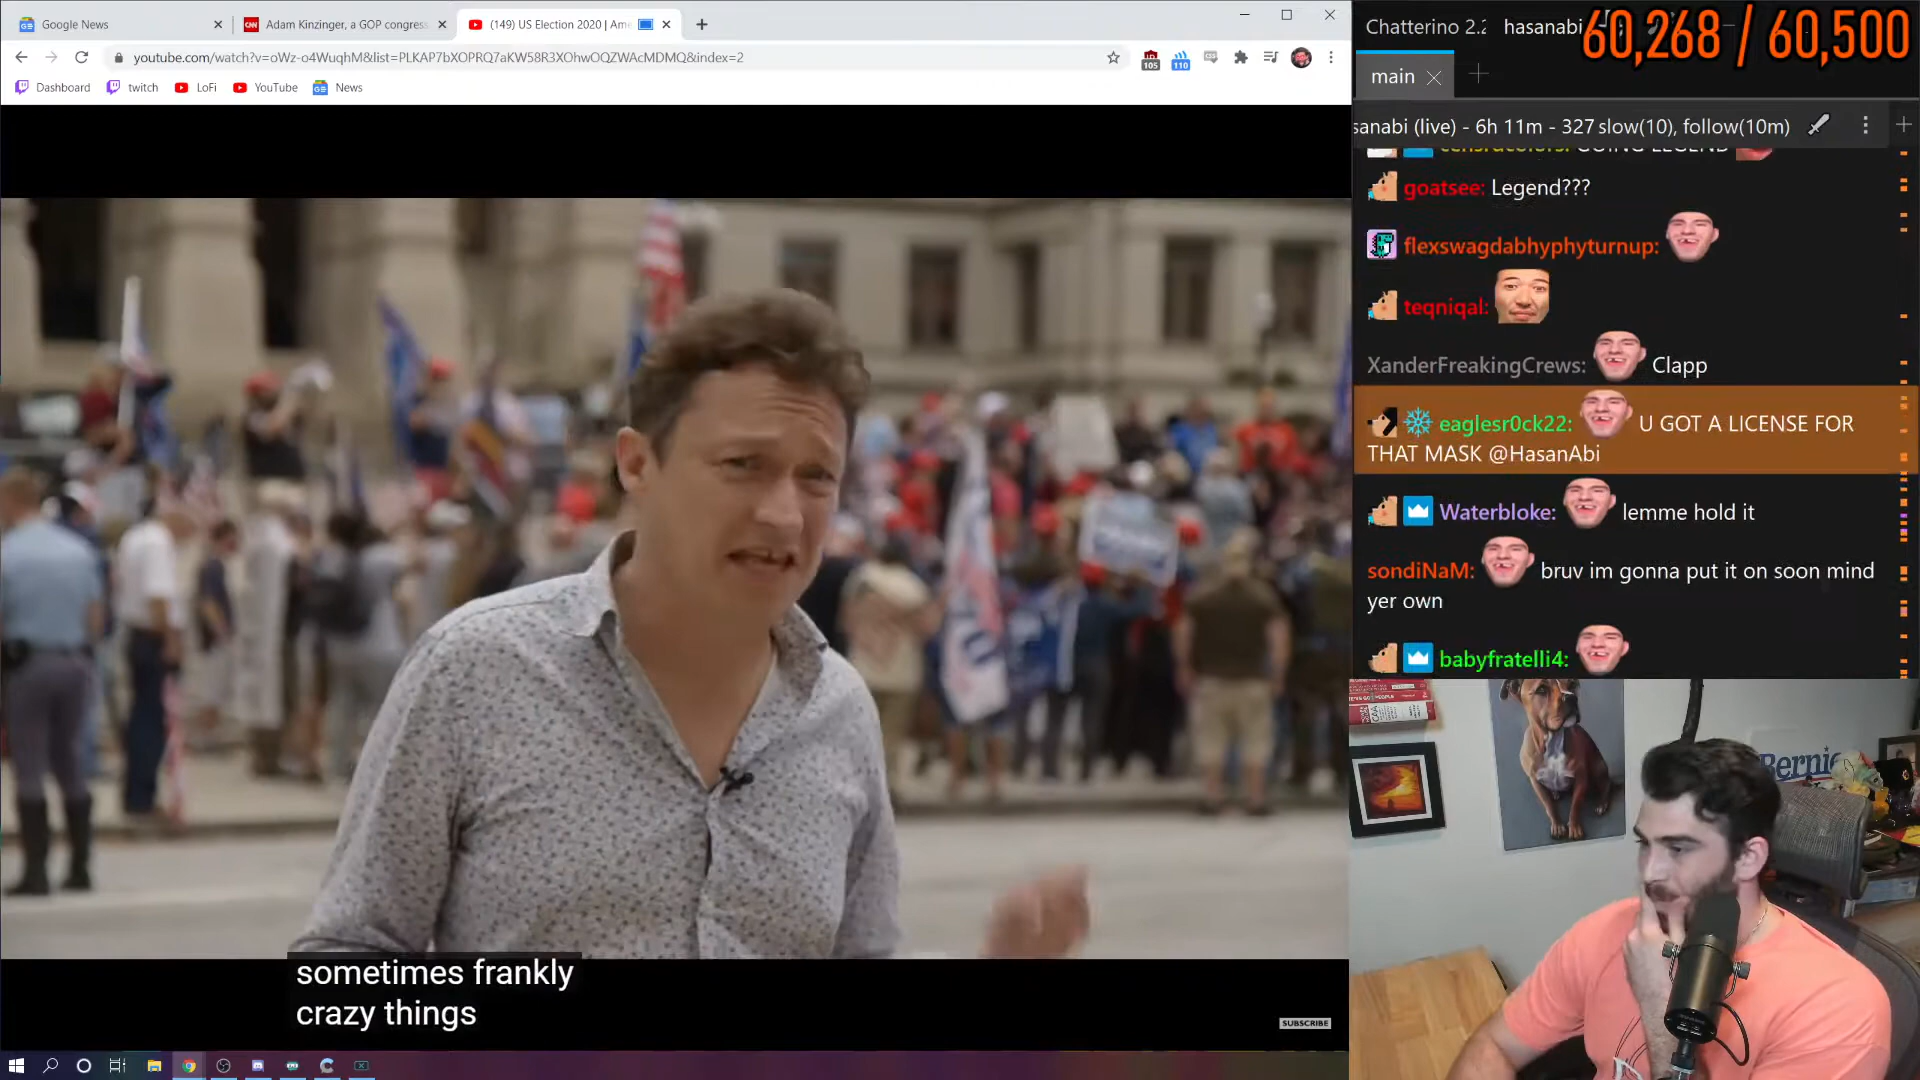 Google News
Adam Kinzinger, a GOP congress
(149) US Election 2020 | Ame
youtube.com/watch?v=oWz-o4WuqhM&list=PLKAP7bXOPRQ7aKW58R3XOhwOQZWAcMDMQ&index=2
105
110
Dashboard
twitch
LoFi
YouTube
News
sometimes frankly
crazy things
SUBSCRIBE
Chatterino 2.2
hasanabi
60,268 / 60,500
main
sanabi (live) - 6h 11m - 327 slow(10), follow(10m)
goatsee: Legend???
flexswagdabhyphyturnup:
teqniqal:
XanderFreakingCrews: Clapp
eaglesr0ck22: U GOT A LICENSE FOR
THAT MASK @HasanAbi
Waterbloke: lemme hold it
sondiNaM: bruv im gonna put it on soon mind
yer own
babyfratelli4:
Bernie